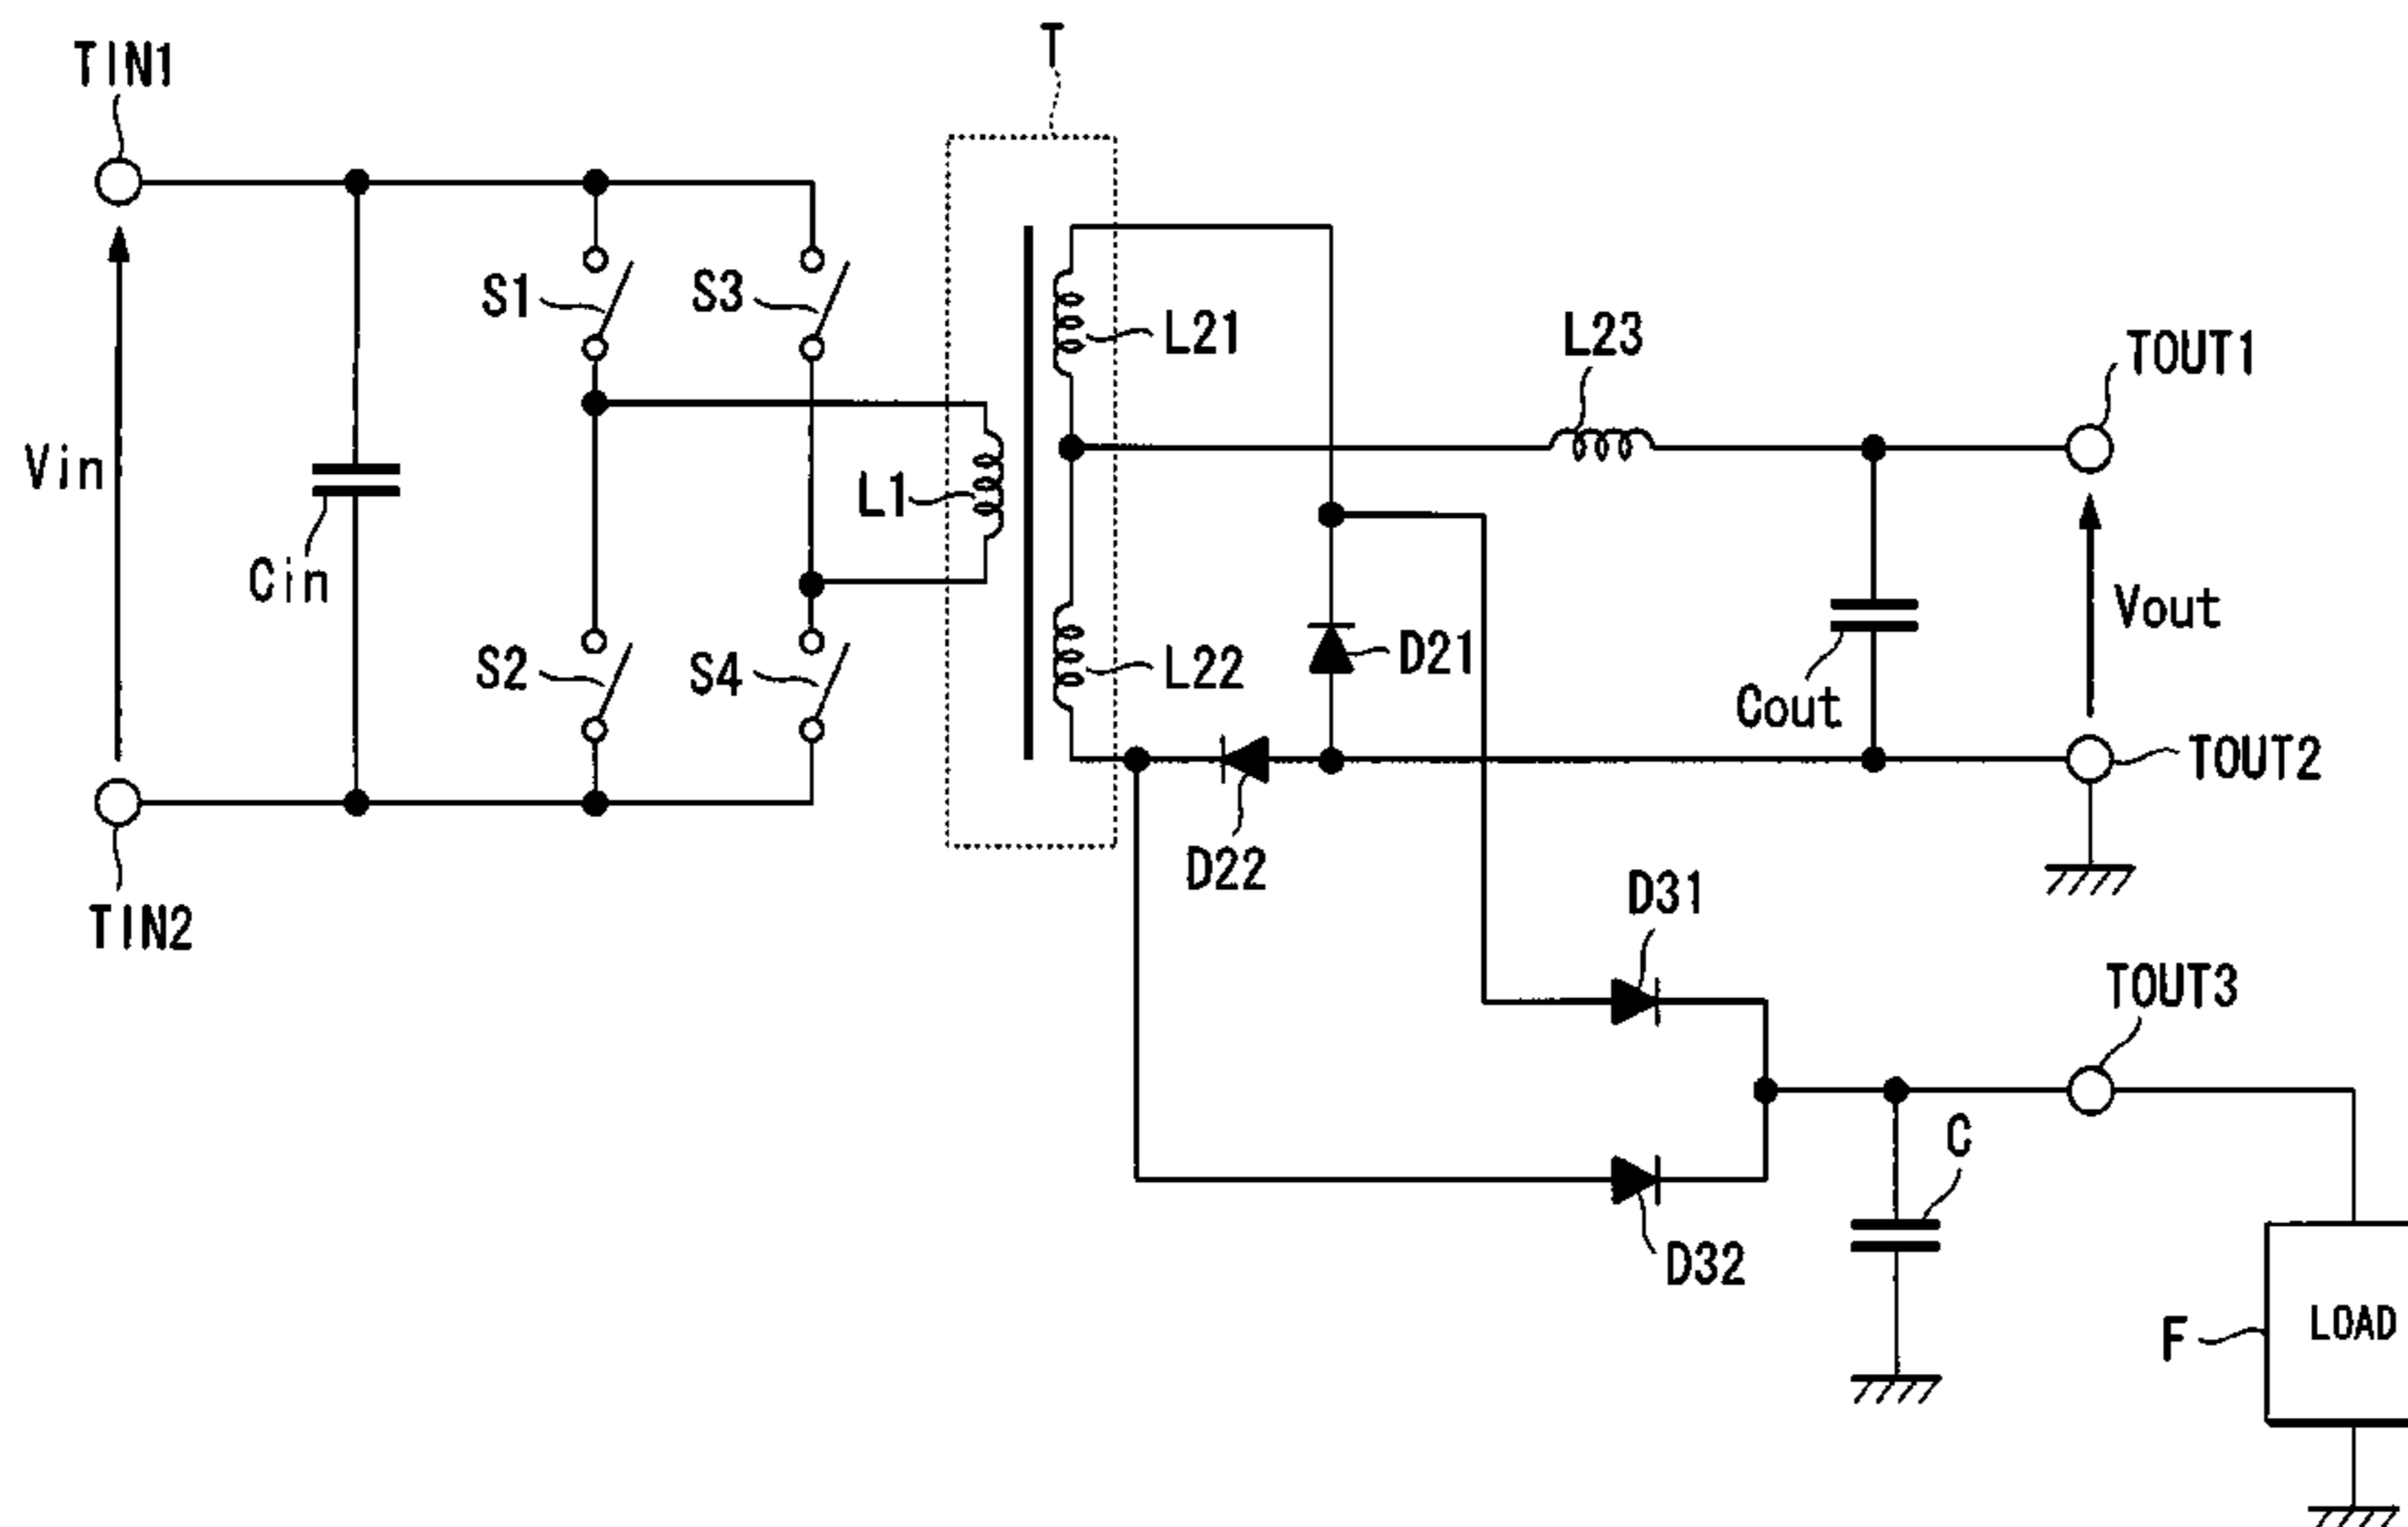 T
TIN1
S1
S3
L21
L23
TOUT1
Vin
L1
Cin
Vout
S2
S4
L22
D21
Cout
TOUT2
D22
D31
TIN2
TOUT3
C
D32
F
LOAD